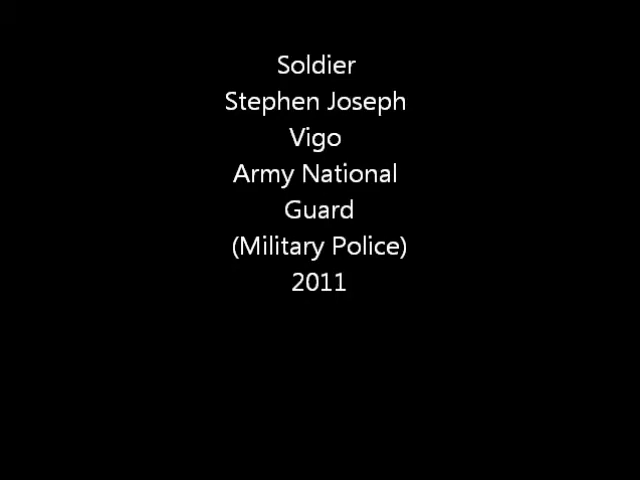 Soldier
Stephen Joseph
Vigo
Army National
Guard
(Military Police)
2011